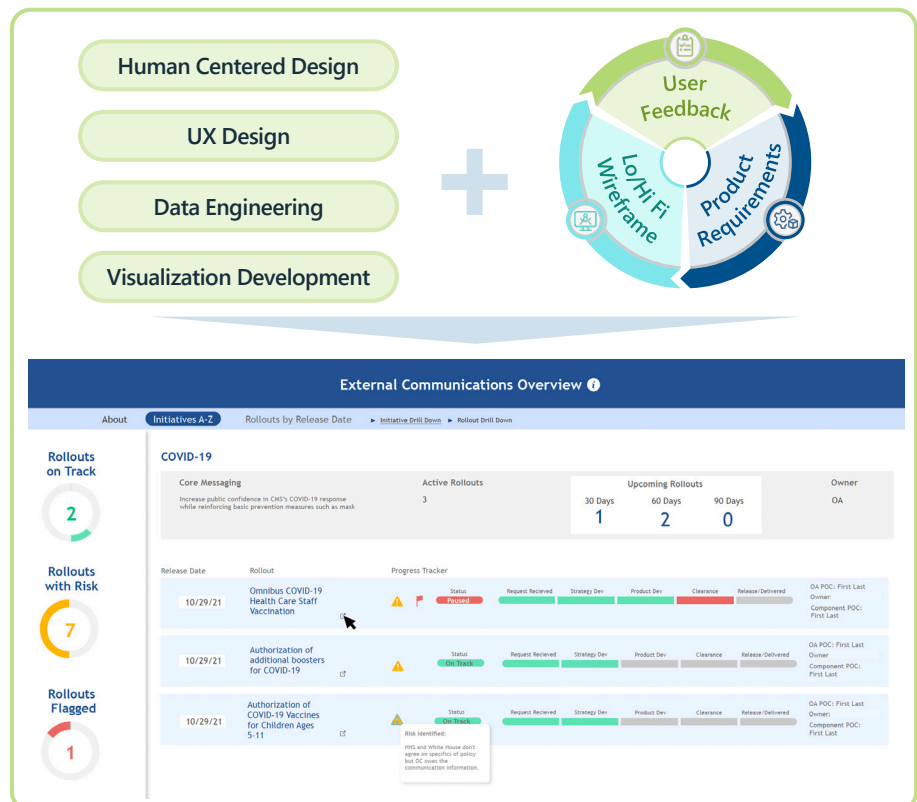 Human Centered Design
UX Design
Data Engineering
Visualization Development
User
Feedback
Product
Requirements
Lo/Hi Fi
Wireframe
External Communications Overview
About
Initiatives A-Z
Rollouts by Release Date
Initiative Drill Down
Rollout Drill Down
Rollouts
on Track
2
Rollouts
with Risk
7
Rollouts
Flagged
1
COVID-19
Core Messaging
Increase public confidence in CMS's COVID-19 response
while reinforcing basic prevention measures such as mask
Active Rollouts
3
Upcoming Rollouts
30 Days 60 Days 90 Days
1 2 0
Owner
OA
Release Date Rollout Progress Tracker
10/29/21
Omnibus COVID-19
Health Care Staff
Vaccination
Status
Paused
Request Recieved Strategy Dev Product Dev Clearance Release/Delivered
OA POC: First Last
Owner:
Component POC:
First Last
10/29/21
Authorization of
additional boosters
for COVID-19
Status
On Track
Request Recieved Strategy Dev Product Dev Clearance Release/Delivered
OA POC: First Last
Owner
Component POC:
First Last
10/29/21
Authorization of
COVID-19 Vaccines
for Children Ages
5-11
Status
On Track
Request Recieved Strategy Dev Product Dev Clearance Release/Delivered
OA POC: First Last
Owner:
Component POC:
First Last
Risk Identified:
HHS and White House don't
agree on specifics of policy
but OC owes the
communication information.